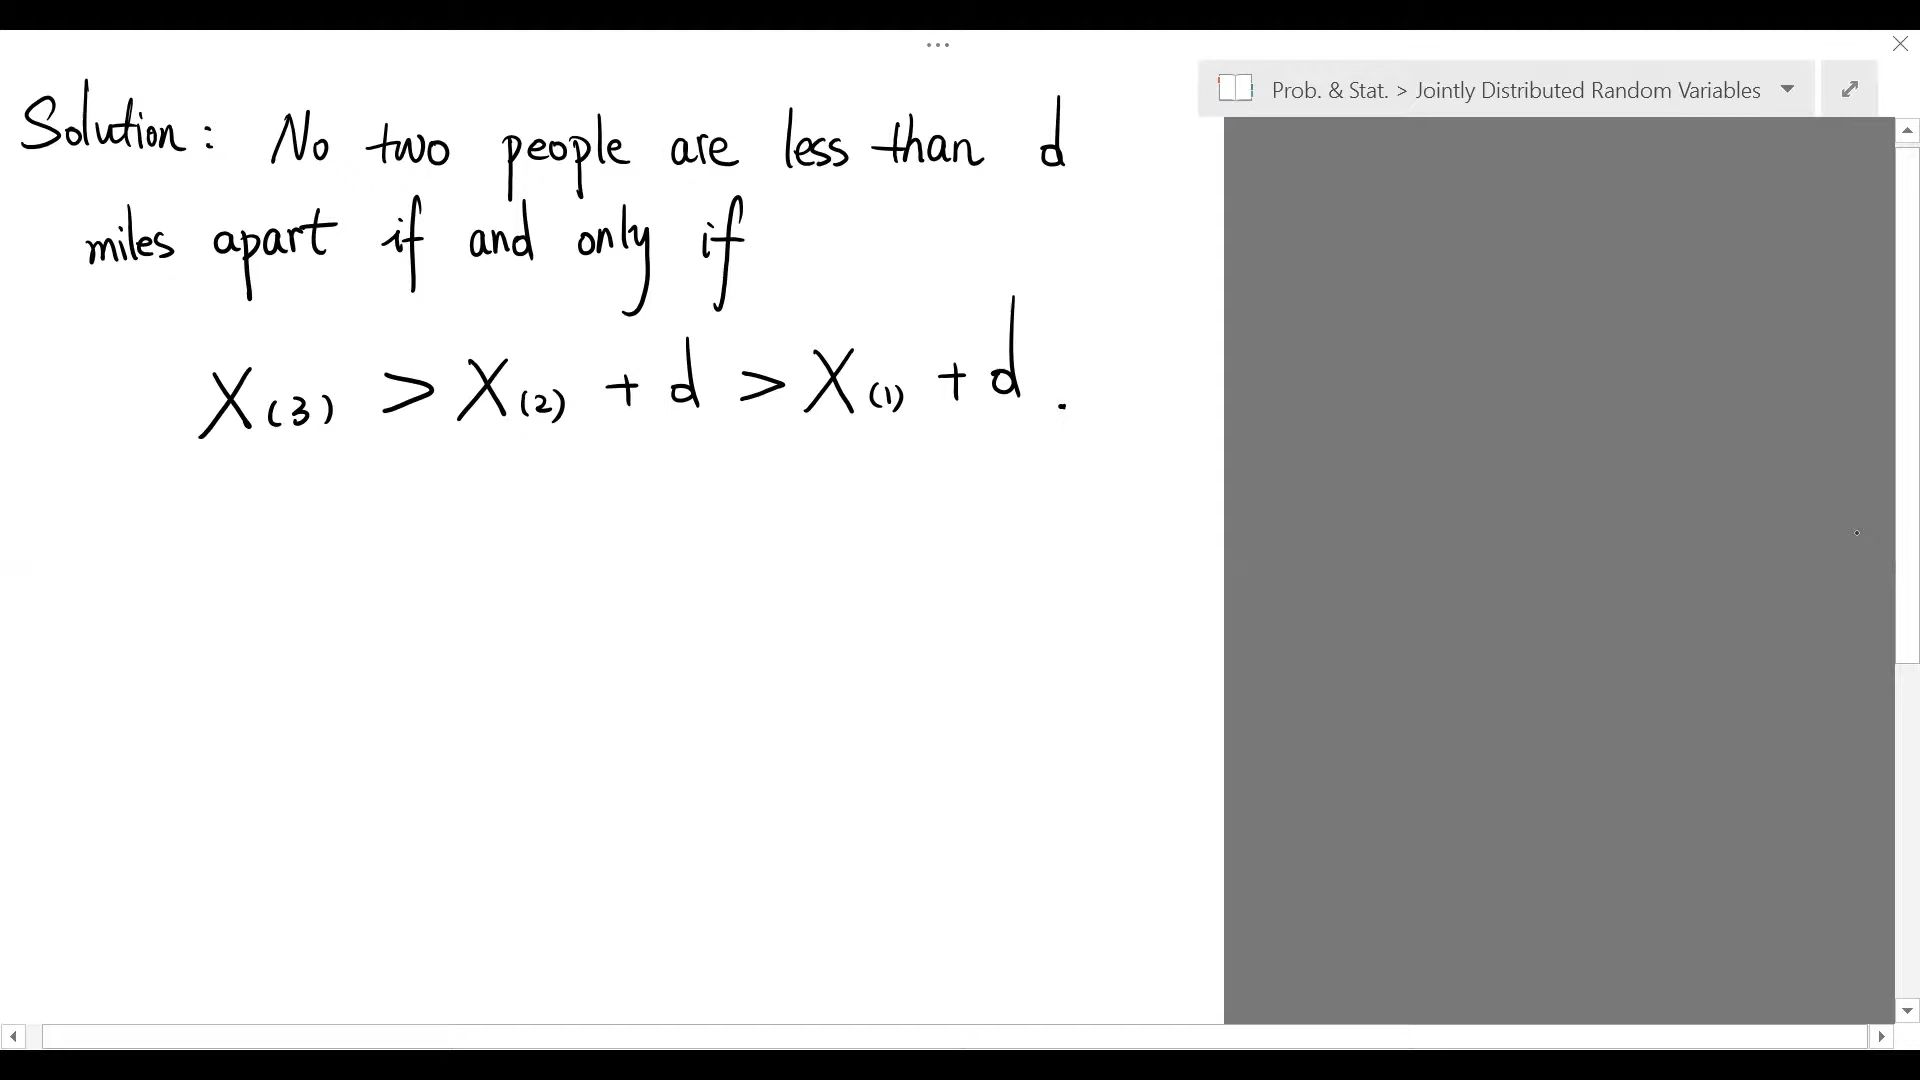 Prob. & Stat. > Jointly Distributed Random Variables
Solution: No two people are less than d
miles apart if and only if
X(3) > X(2) + d > X(1) + d .